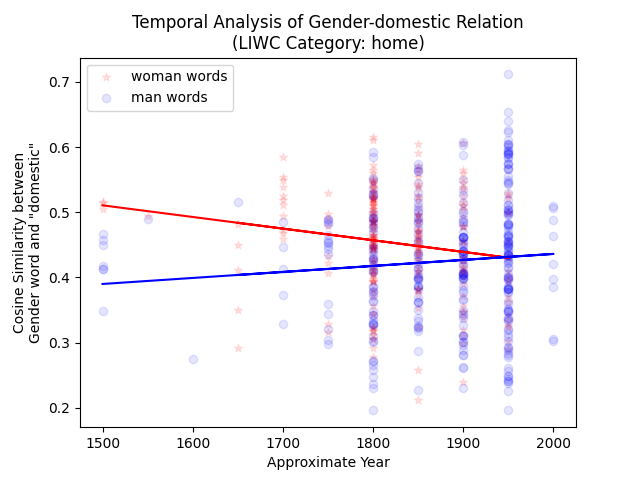 Temporal Analysis of Gender-domestic Relation
(LIWC Category: home)
woman words
man words
Cosine Similarity between
Gender word and "domestic"
0.7
0.6
0.5
0.4
0.3
0.2
1500 1600 1700 1800 1900 2000
Approximate Year